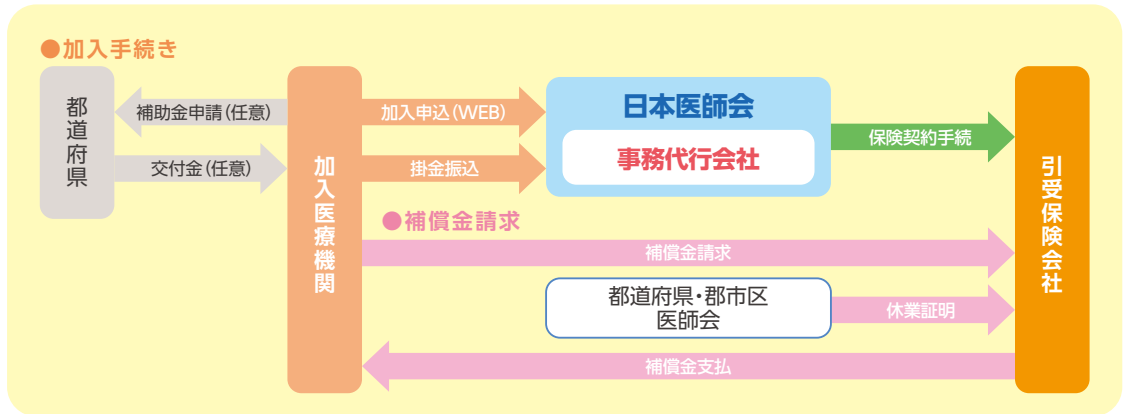 ●加入手続き
都道府県
補助金申請(任意)
交付金(任意)
加入医療機関
加入申込(WEB)
掛金振込
日本医師会
事務代行会社
保険契約手続
引受保険会社
●補償金請求
補償金請求
都道府県・郡市区
医師会
休業証明
補償金支払